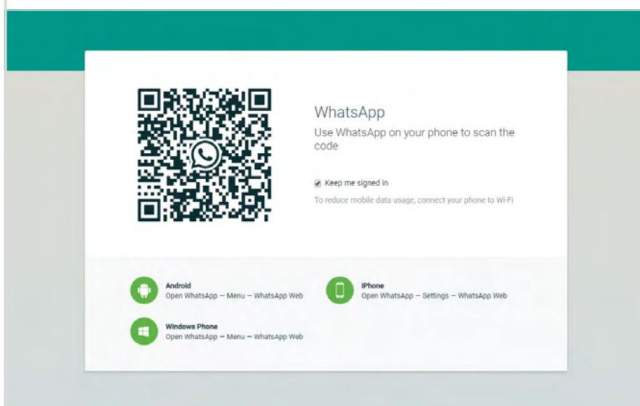 WhatsApp
Use WhatsApp on your phone to scan the
code
Keep me signed in
To reduce mobile data usage, connect your phone to Wi-Fi
Android
Open WhatsApp – Menu – WhatsApp Web
iPhone
Open WhatsApp – Settings – WhatsApp Web
Windows Phone
Open WhatsApp – Menu – WhatsApp Web